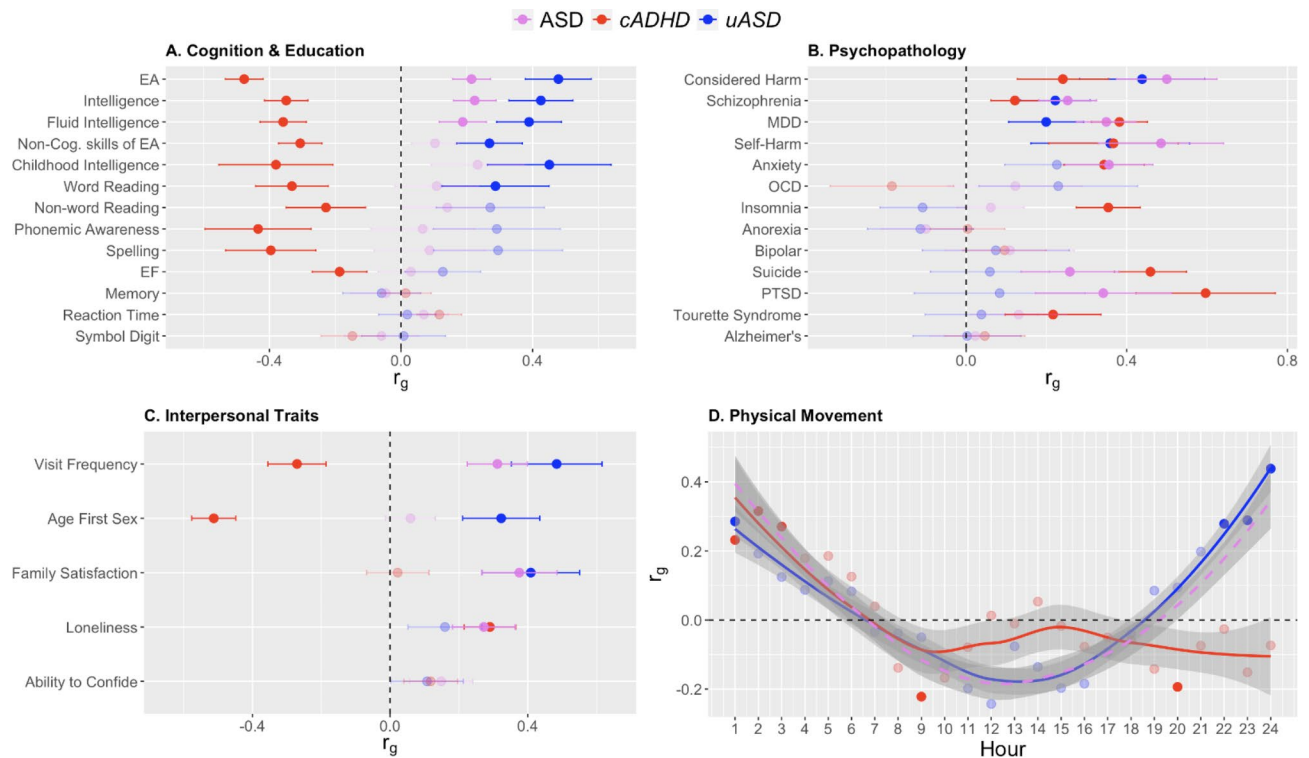 ASD cADHD uASD
A. Cognition & Education
EA
Intelligence
Fluid Intelligence
Non-Cog. skills of EA
Childhood Intelligence
Word Reading
Non-word Reading
Phonemic Awareness
Spelling
EF
Memory
Reaction Time
Symbol Digit
-0.4 0.0 0.4
rg
B. Psychopathology
Considered Harm
Schizophrenia
MDD
Self-Harm
Anxiety
OCD
Insomnia
Anorexia
Bipolar
Suicide
PTSD
Tourette Syndrome
Alzheimer's
0.0 0.4 0.8
rg
C. Interpersonal Traits
Visit Frequency
Age First Sex
Family Satisfaction
Loneliness
Ability to Confide
-0.4 0.0 0.4
rg
D. Physical Movement
rg
0.4
0.2
0.0
-0.2
1 2 3 4 5 6 7 8 9 10 11 12 13 14 15 16 17 18 19 20 21 22 23 24
Hour